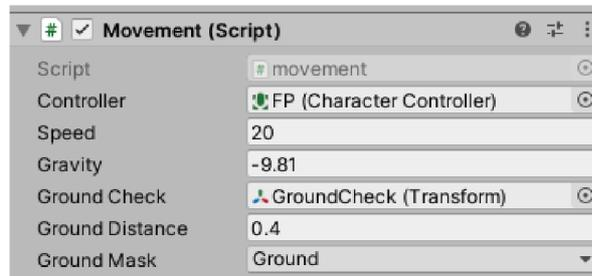 # Movement (Script)
Script # movement
Controller FP (Character Controller)
Speed 20
Gravity -9.81
Ground Check GroundCheck (Transform)
Ground Distance 0.4
Ground Mask Ground